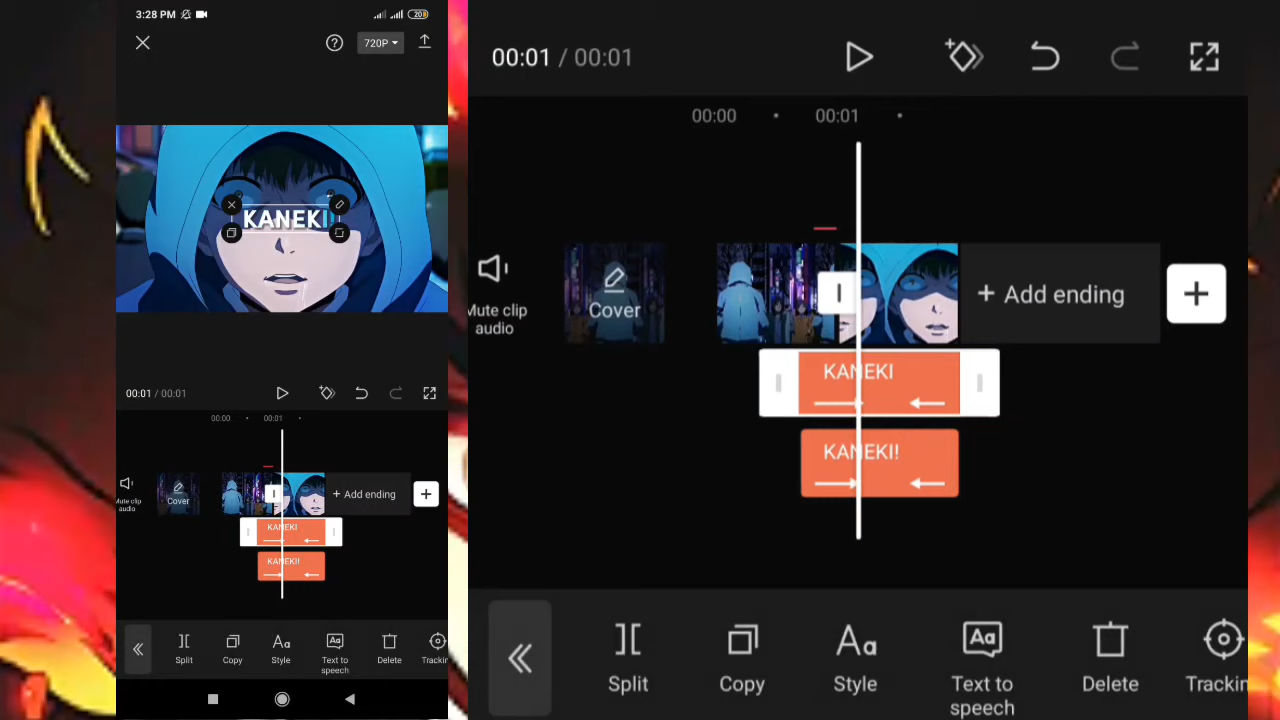 3:28 PM
20
720P
KANEKI
00:01 / 00:01
00:00
00:01
Mute clip
audio
Cover
+ Add ending
KANEKI
KANEKI!
Split
Copy
Style
Text to
speech
Delete
Trackin
00:01 / 00:01
00:00
00:01
Mute clip
audio
Cover
+ Add ending
KANEKI
KANEKI!
Split
Copy
Style
Text to
speech
Delete
Trackin